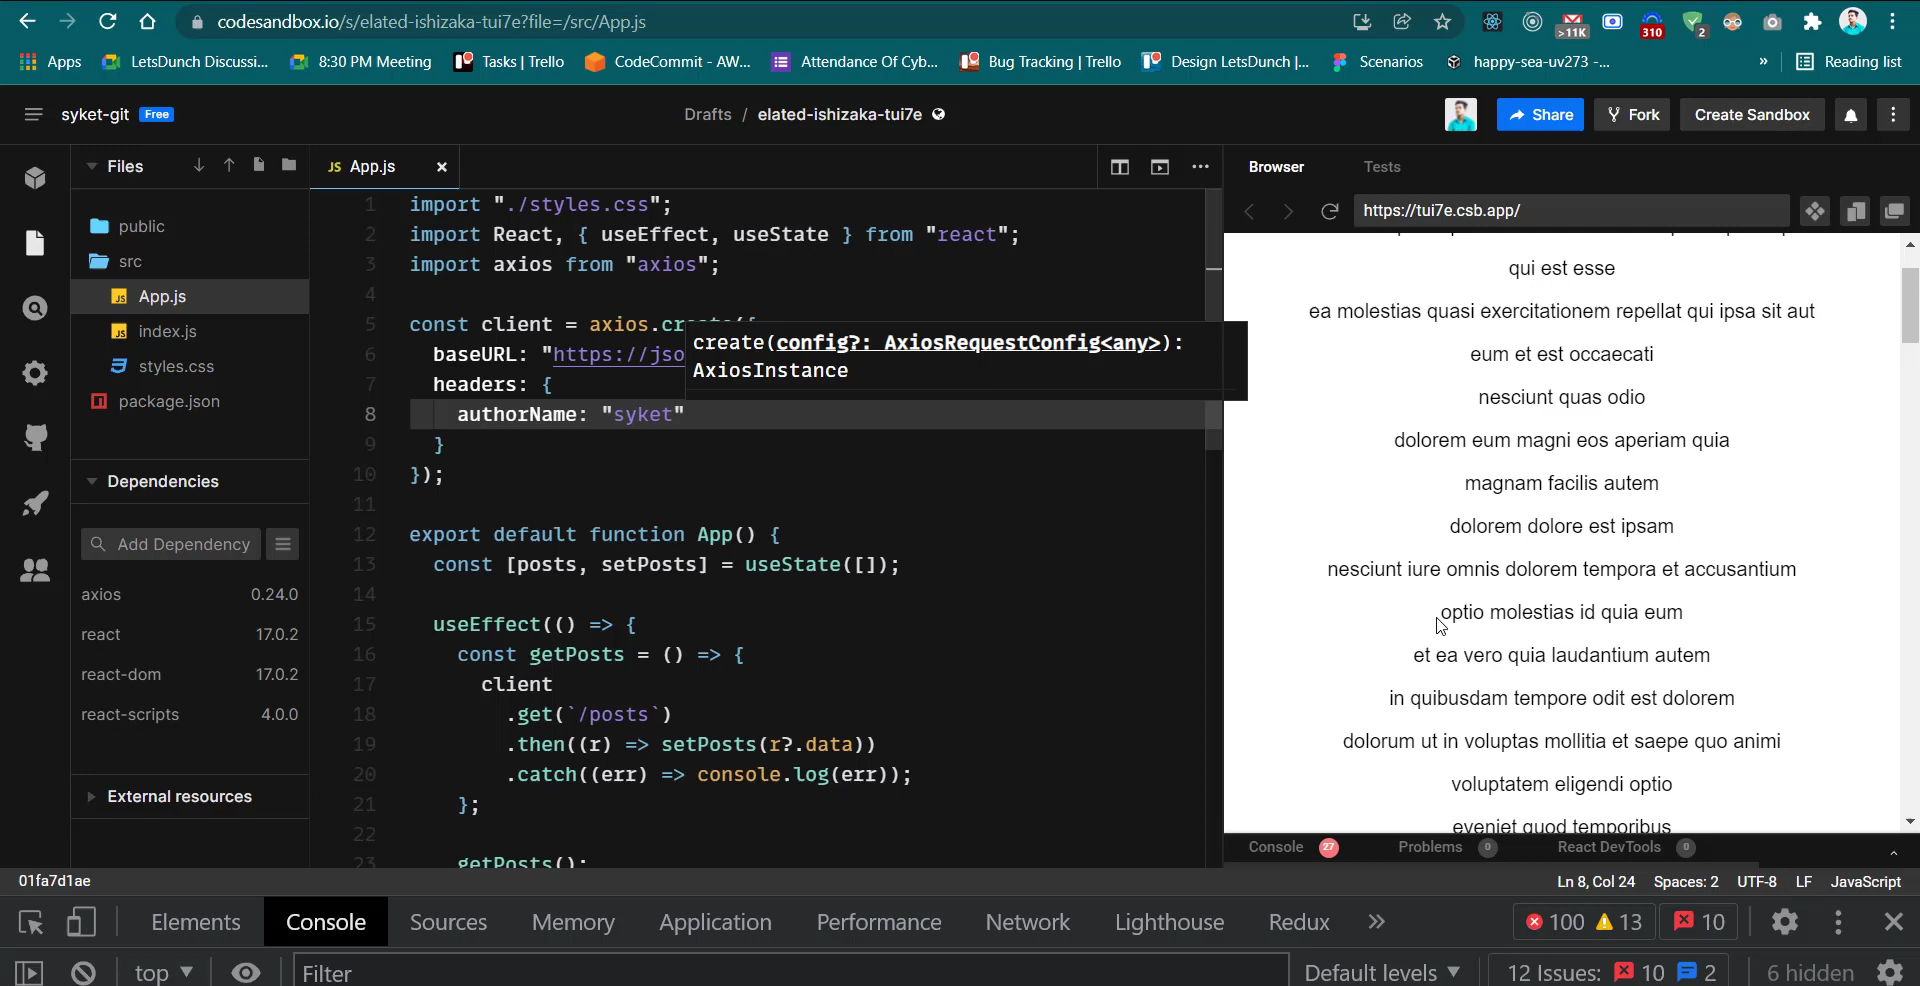 codesandbox.io/s/elated-ishizaka-tui7e?file=/src/App.js
>11K
310
2
Apps
LetsDunch Discussi...
8:30 PM Meeting
Tasks | Trello
CodeCommit - AW...
Attendance Of Cyb...
Bug Tracking | Trello
Design LetsDunch |...
Scenarios
happy-sea-uv273 -...
»
Reading list
syket-git
Free
Drafts / elated-ishizaka-tui7e
Share
Fork
Create Sandbox
Files
public
src
JS App.js
JS index.js
styles.css
package.json
Dependencies
Add Dependency
axios 0.24.0
react 17.0.2
react-dom 17.0.2
react-scripts 4.0.0
External resources
JS App.js
1 import "./styles.css";
2 import React, { useEffect, useState } from "react";
3 import axios from "axios";
4
5 const client = axios.create({
6 baseURL: "https://jso
7 headers: {
8 authorName: "syket"
9 }
10 });
11
12 export default function App() {
13 const [posts, setPosts] = useState([]);
14
15 useEffect(() => {
16 const getPosts = () => {
17 client
18 .get(`/posts`)
19 .then((r) => setPosts(r?.data))
20 .catch((err) => console.log(err));
21 };
22
23 getPosts();
create(config?: AxiosRequestConfig<any>):
AxiosInstance
Browser
Tests
https://tui7e.csb.app/
qui est esse
ea molestias quasi exercitationem repellat qui ipsa sit aut
eum et est occaecati
nesciunt quas odio
dolorem eum magni eos aperiam quia
magnam facilis autem
dolorem dolore est ipsam
nesciunt iure omnis dolorem tempora et accusantium
optio molestias id quia eum
et ea vero quia laudantium autem
in quibusdam tempore odit est dolorem
dolorum ut in voluptas mollitia et saepe quo animi
voluptatem eligendi optio
eveniet quod temporibus
Console 27
Problems 0
React DevTools 0
01fa7d1ae
Ln 8, Col 24
Spaces: 2
UTF-8
LF
JavaScript
Elements
Console
Sources
Memory
Application
Performance
Network
Lighthouse
Redux
100
13
10
top
Filter
Default levels
12 Issues: 10 2
6 hidden